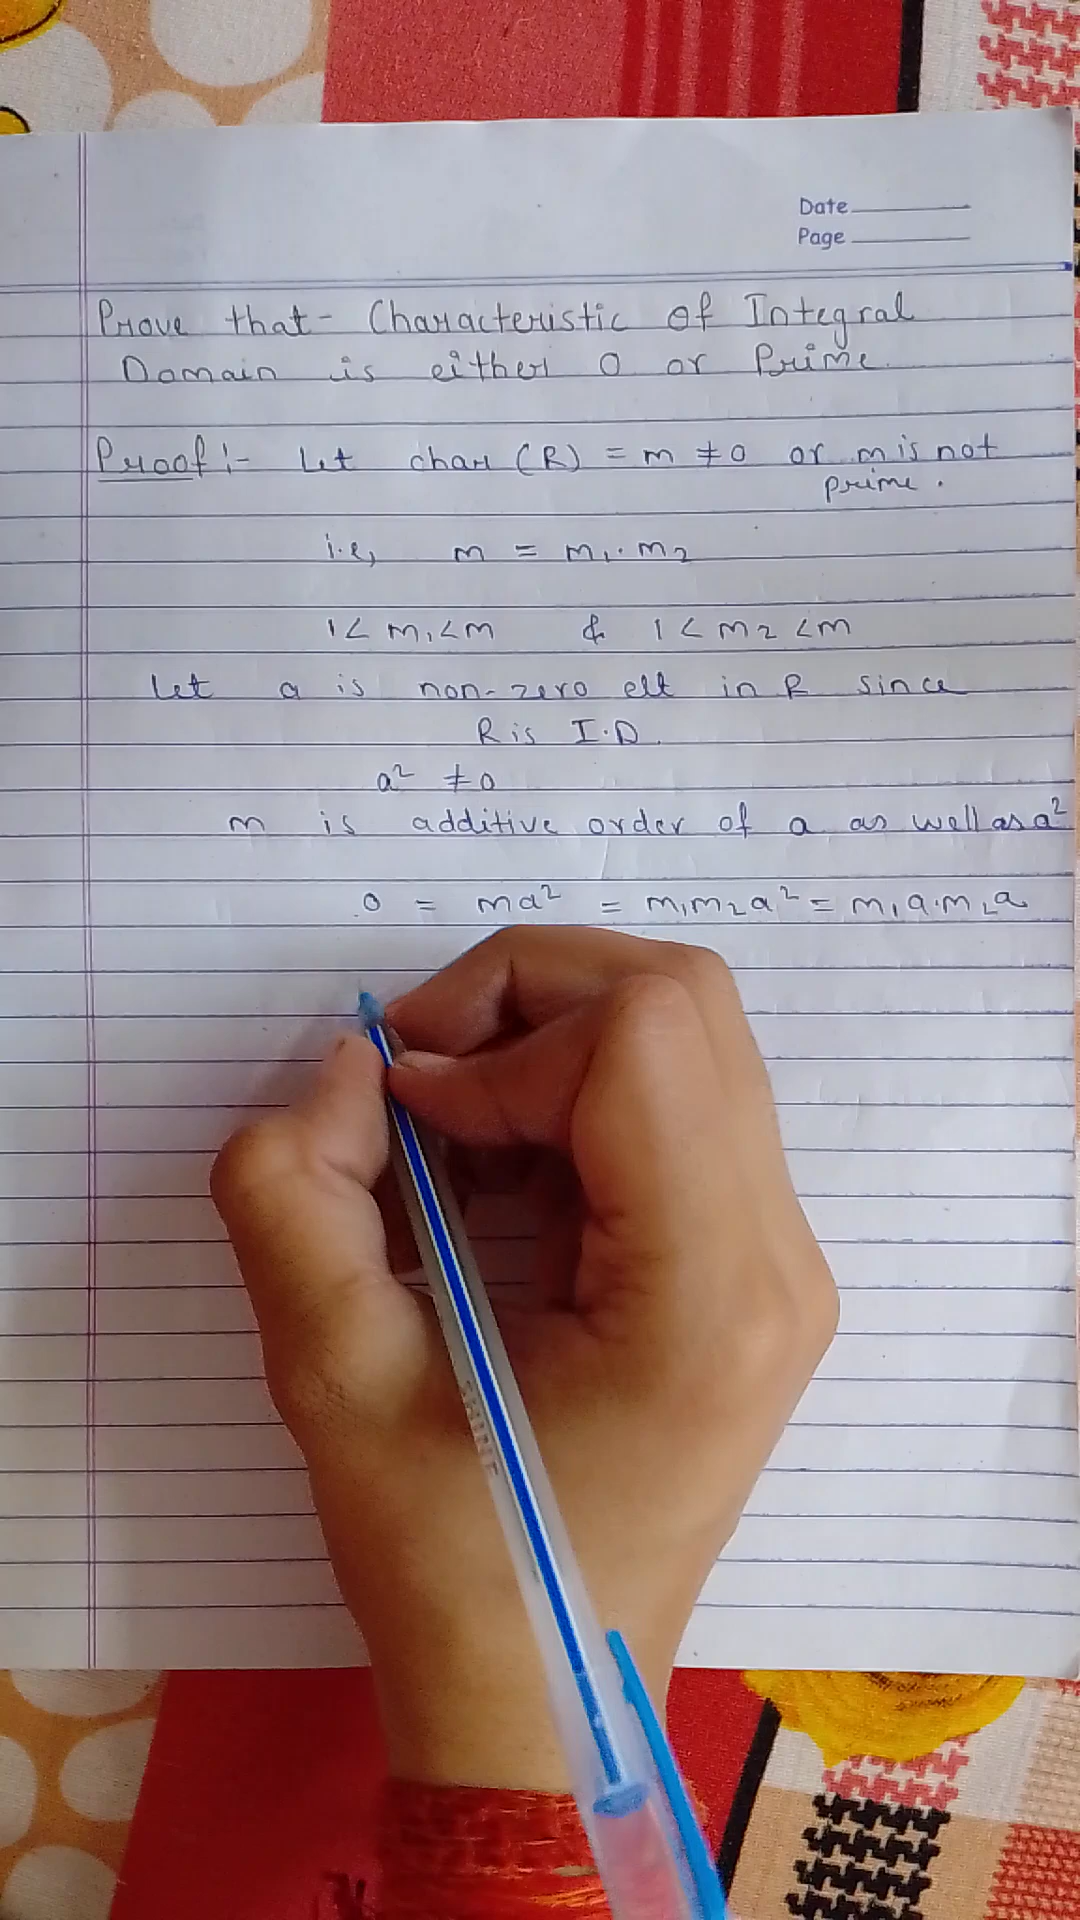 Date
Page
Prove that - Characteristic of Integral
Domain is either 0 or Prime.
Proof :- Let char (R) = m ≠ 0 or m is not
prime.
i.e, m = m₁. m₂
1 < m₁ < m & 1 < m₂ < m
Let a is non-zero elt in R since
R is I.D.
a² ≠ 0
m is additive order of a as well as a²
0 = ma² = m₁m₂a² = m₁a.m₂a